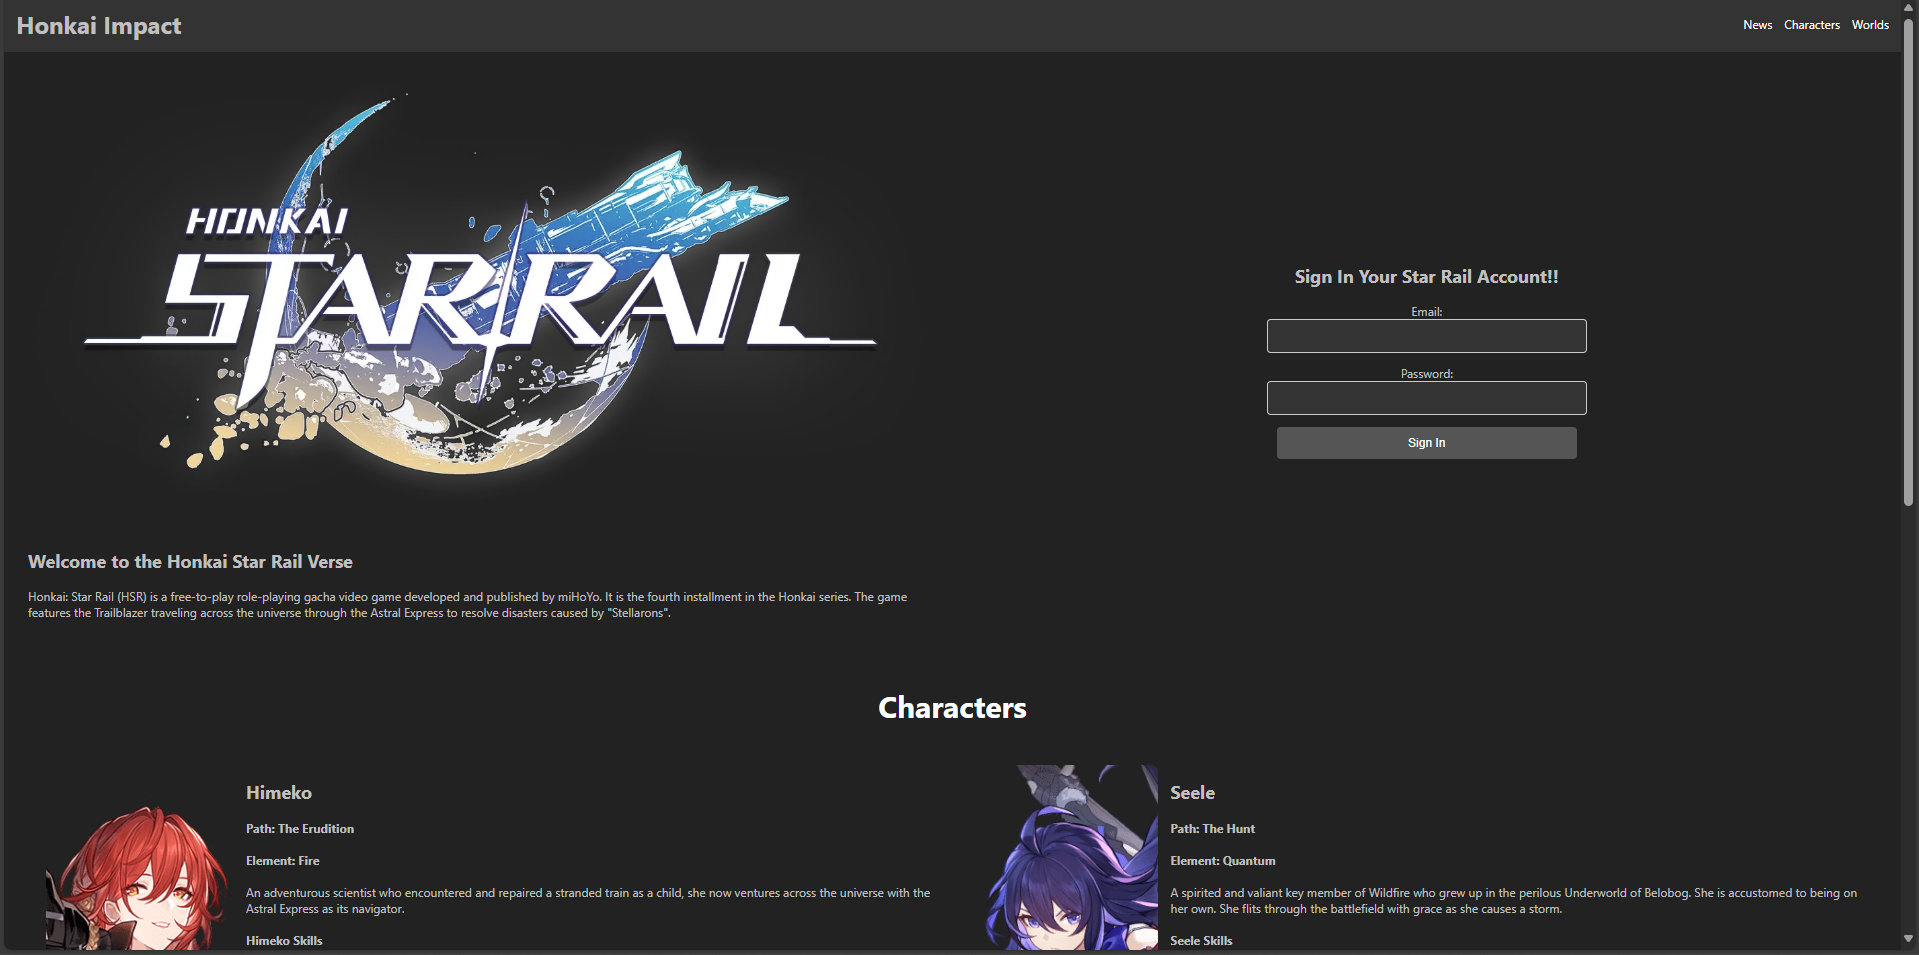 Honkai Impact
News Characters Worlds
HONKAI
STAR RAIL
Sign In Your Star Rail Account!!
Email:
Password:
Sign In
Welcome to the Honkai Star Rail Verse
Honkai: Star Rail (HSR) is a free-to-play role-playing gacha video game developed and published by miHoYo. It is the fourth installment in the Honkai series. The game
features the Trailblazer traveling across the universe through the Astral Express to resolve disasters caused by "Stellarons".
Characters
Himeko
Path: The Erudition
Element: Fire
An adventurous scientist who encountered and repaired a stranded train as a child, she now ventures across the universe with the
Astral Express as its navigator.
Himeko Skills
Seele
Path: The Hunt
Element: Quantum
A spirited and valiant key member of Wildfire who grew up in the perilous Underworld of Belobog. She is accustomed to being on
her own. She flits through the battlefield with grace as she causes a storm.
Seele Skills